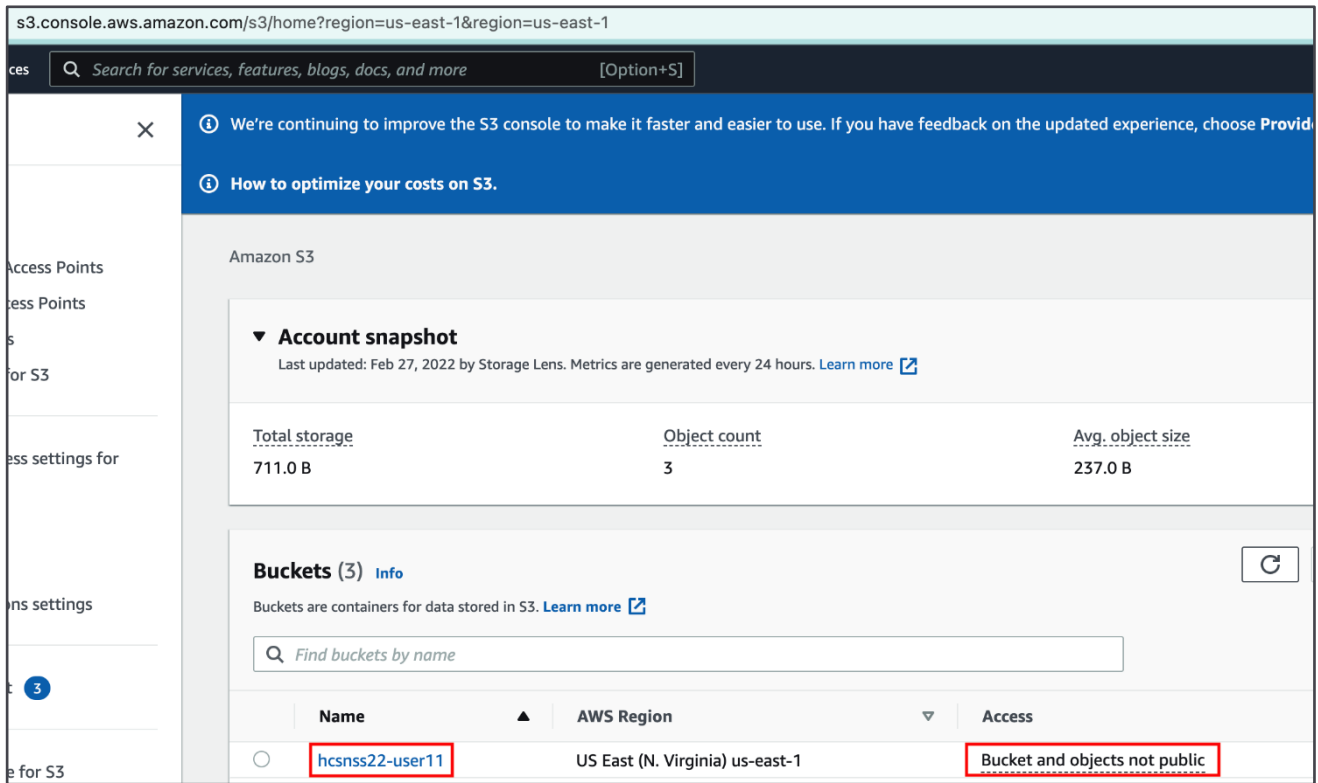 s3.console.aws.amazon.com/s3/home?region=us-east-1&region=us-east-1
ces
Search for services, features, blogs, docs, and more
[Option+S]
We're continuing to improve the S3 console to make it faster and easier to use. If you have feedback on the updated experience, choose Provid
How to optimize your costs on S3.
Access Points
cess Points
s
for S3
ess settings for
ons settings
t 3
e for S3
Amazon S3
Account snapshot
Last updated: Feb 27, 2022 by Storage Lens. Metrics are generated every 24 hours. Learn more
Total storage
711.0 B
Object count
3
Avg. object size
237.0 B
Buckets (3) Info
Buckets are containers for data stored in S3. Learn more
Find buckets by name
Name AWS Region Access
hcsnss22-user11 US East (N. Virginia) us-east-1 Bucket and objects not public